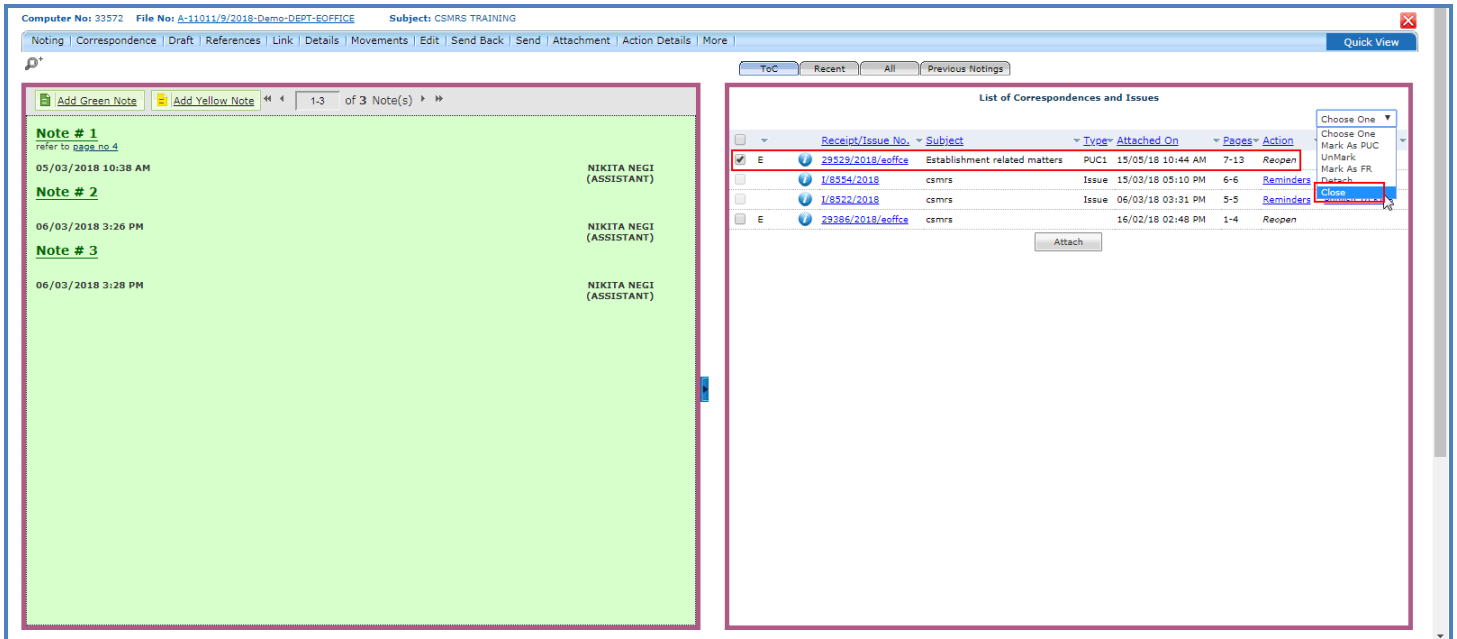 Computer No: 33572 File No: A-11011/9/2018-Demo-DEPT-EOFFICE Subject: CSMRS TRAINING
Noting | Correspondence | Draft | References | Link | Details | Movements | Edit | Send Back | Send | Attachment | Action Details | More |
Quick View
ToC Recent All Previous Notings
Add Green Note Add Yellow Note 1-3 of 3 Note(s)
Note # 1
refer to page no 4
05/03/2018 10:38 AM NIKITA NEGI
(ASSISTANT)
Note # 2
06/03/2018 3:26 PM NIKITA NEGI
(ASSISTANT)
Note # 3
06/03/2018 3:28 PM NIKITA NEGI
(ASSISTANT)
List of Correspondences and Issues
Choose One
Choose One
Mark As PUC
UnMark
Mark As FR
Detach
Close
Receipt/Issue No. Subject Type Attached On Pages Action
E 29529/2018/eoffce Establishment related matters PUC1 15/05/18 10:44 AM 7-13 Reopen
I/8554/2018 csmrs Issue 15/03/18 05:10 PM 6-6 Reminders
I/8522/2018 csmrs Issue 06/03/18 03:31 PM 5-5 Reminders
E 29386/2018/eoffce csmrs 16/02/18 02:48 PM 1-4 Reopen
Attach